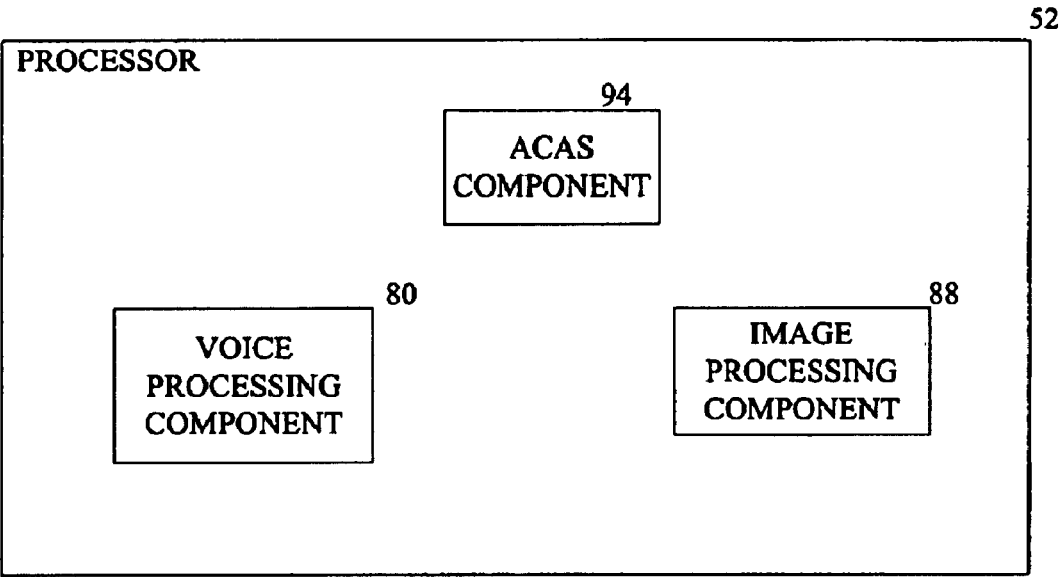 52
PROCESSOR
94
ACAS
COMPONENT
80
VOICE
PROCESSING
COMPONENT
88
IMAGE
PROCESSING
COMPONENT